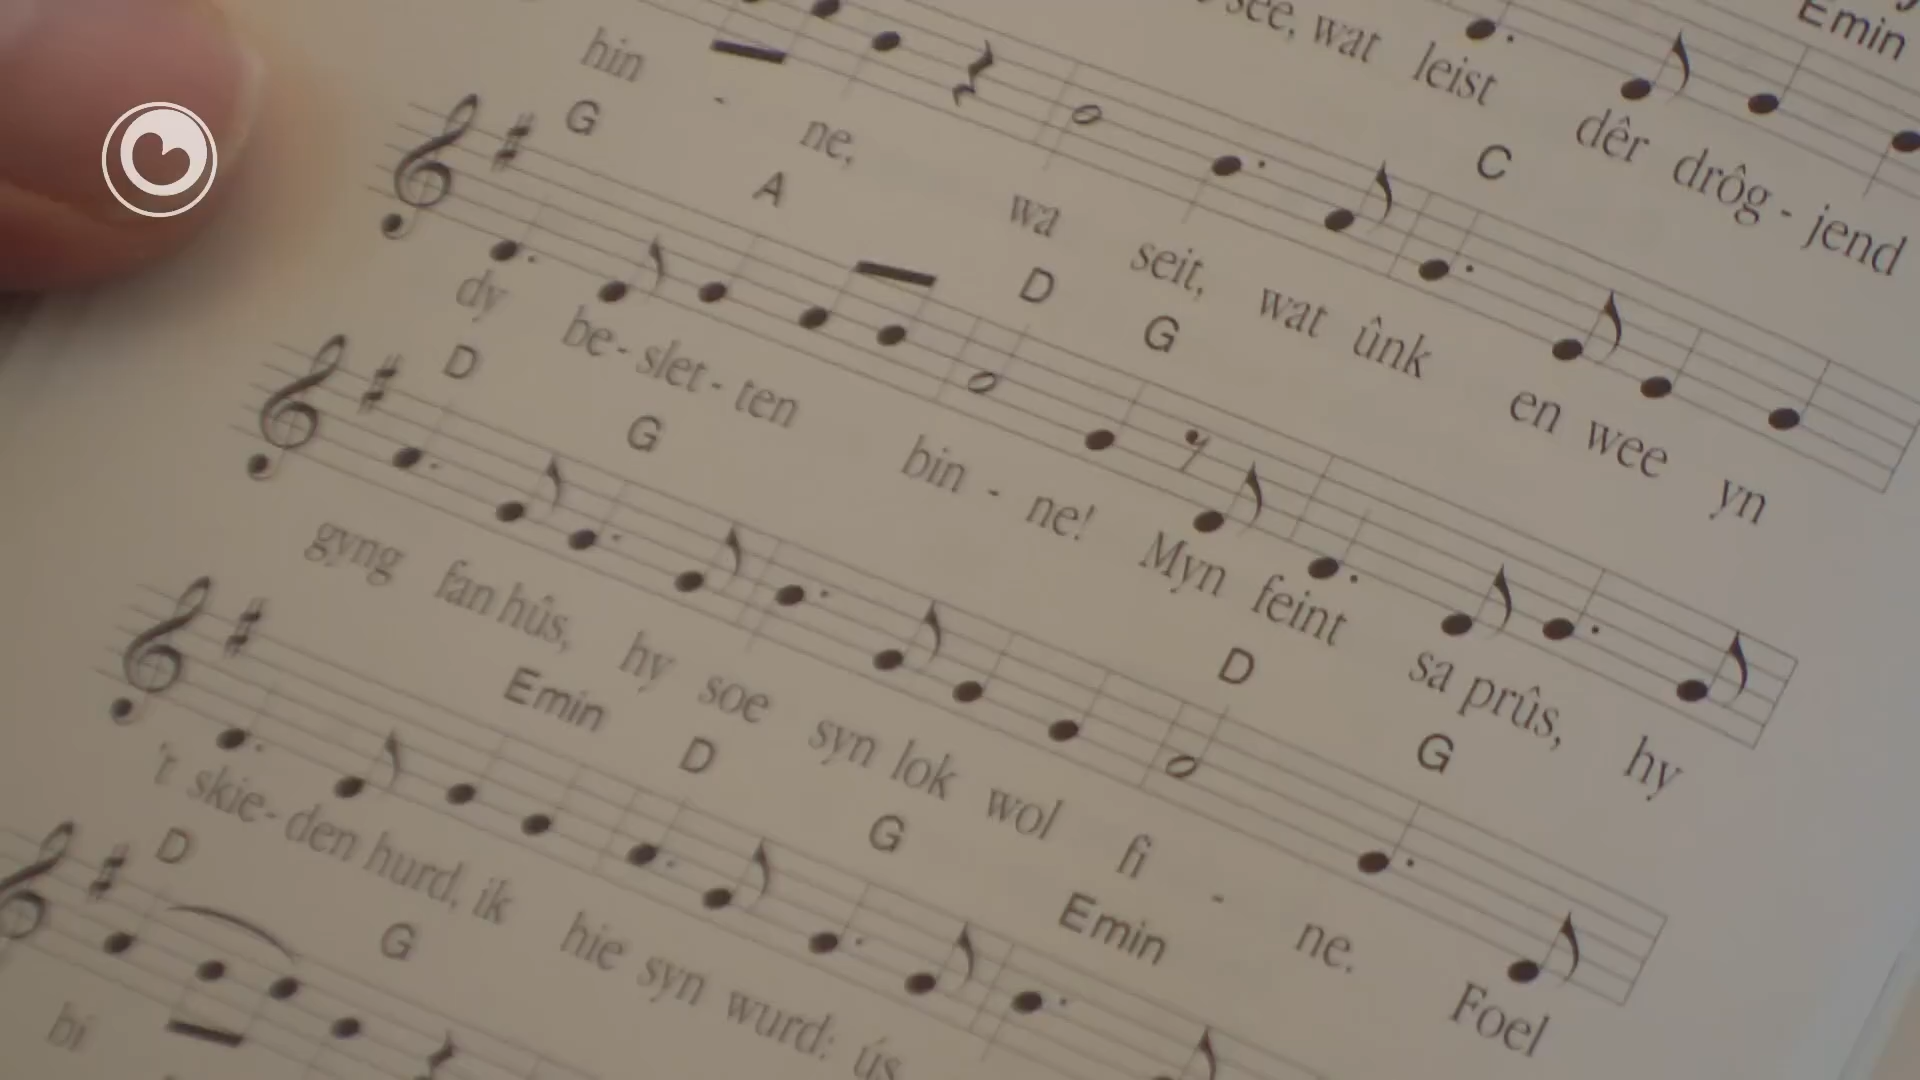 Emin
see, wat leist dêr drôg - jend
C
hin - ne, wa seit, wat ûnk en wee yn
G A D G
dy be - slet - ten bin - ne! Myn feint sa prûs, hy
D G D G
gyng fan hûs, hy soe syn lok wol fi - ne. Foel
Emin D G Emin
't skie - den hurd, ik hie syn wurd: ús
D G
bi